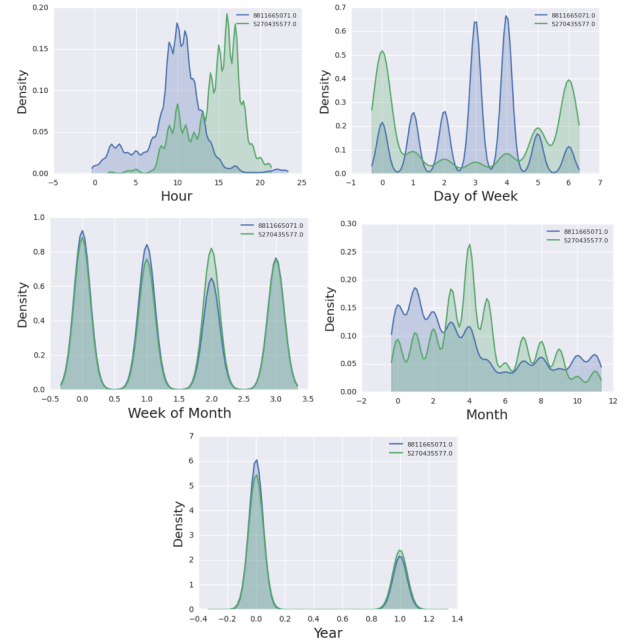 0.20
0.15
0.10
0.05
0.00
Density
−5 0 5 10 15 20 25
Hour
8811665071.0
5270435577.0
0.7
0.6
0.5
0.4
0.3
0.2
0.1
0.0
Density
−1 0 1 2 3 4 5 6 7
Day of Week
8811665071.0
5270435577.0
1.0
0.8
0.6
0.4
0.2
0.0
Density
−0.5 0.0 0.5 1.0 1.5 2.0 2.5 3.0 3.5
Week of Month
8811665071.0
5270435577.0
0.30
0.25
0.20
0.15
0.10
0.05
0.00
Density
−2 0 2 4 6 8 10 12
Month
8811665071.0
5270435577.0
7
6
5
4
3
2
1
0
Density
−0.4 −0.2 0.0 0.2 0.4 0.6 0.8 1.0 1.2 1.4
Year
8811665071.0
5270435577.0